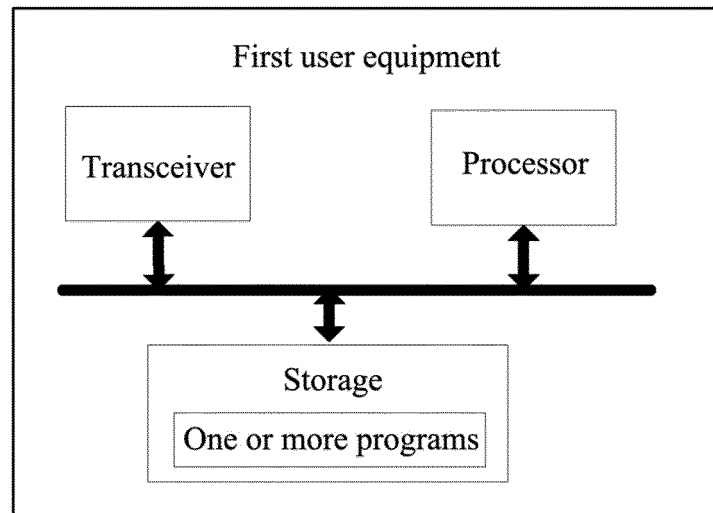 First user equipment
Transceiver
Processor
Storage
One or more programs